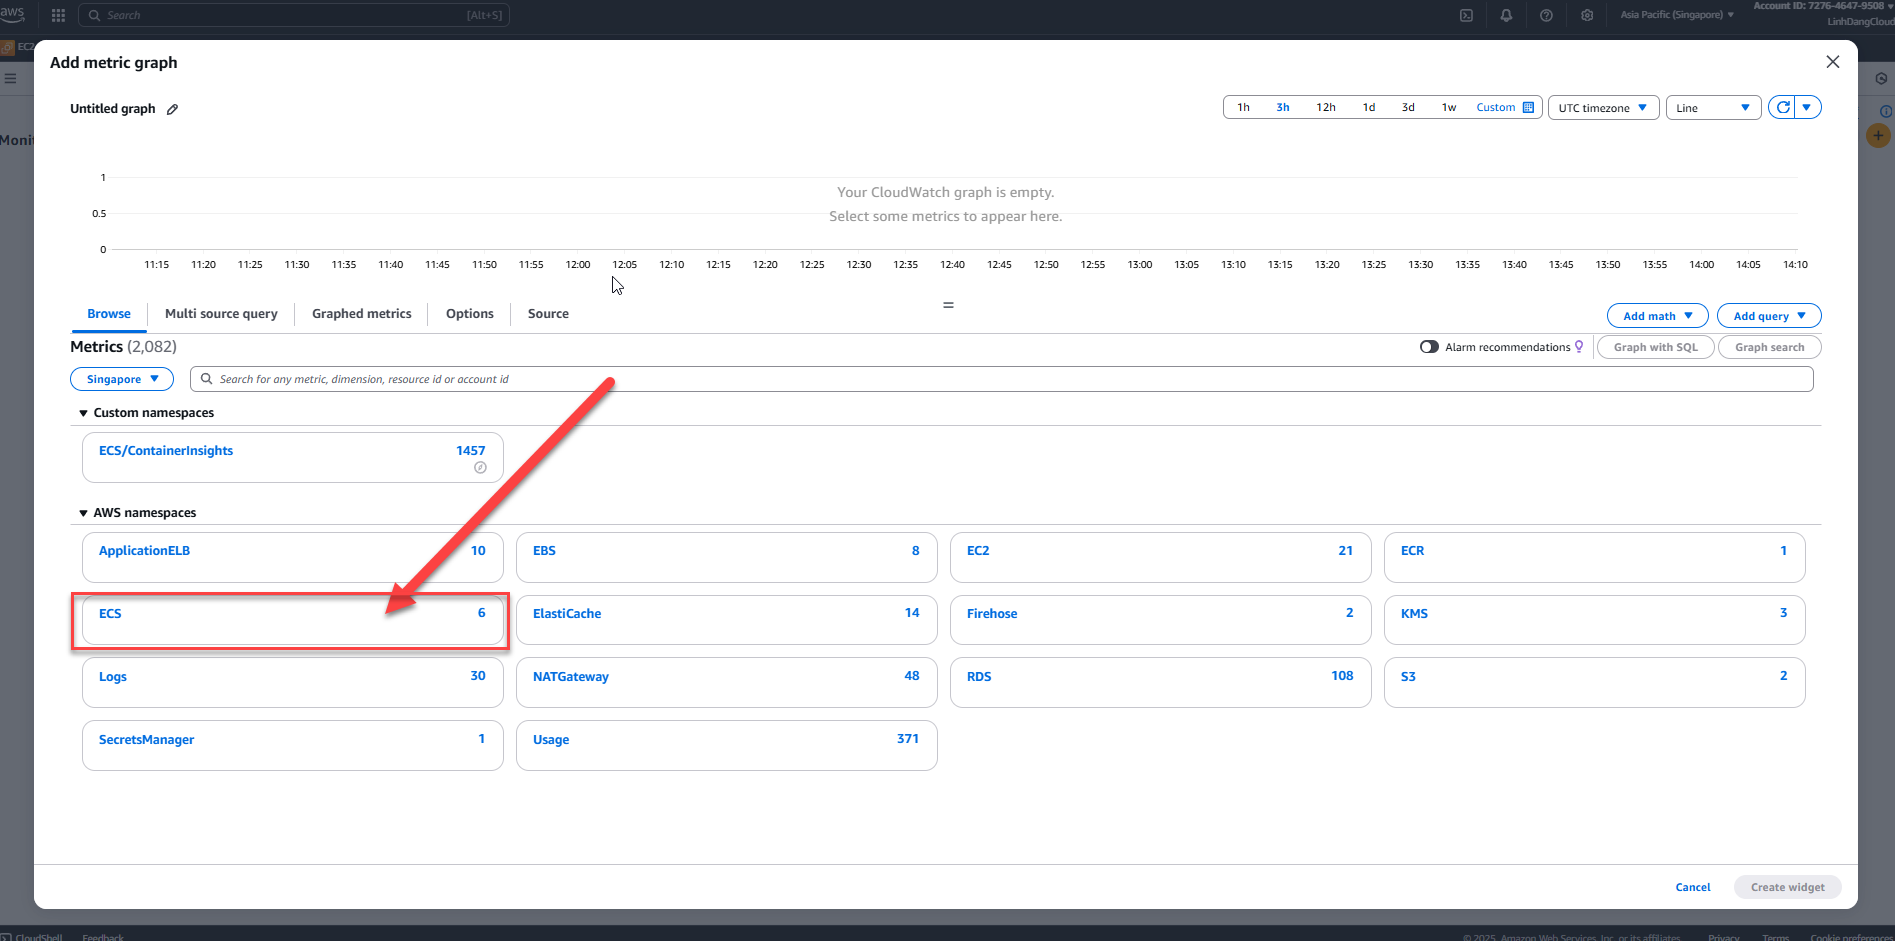 aws
Search [Alt+S]
Asia Pacific (Singapore)
Account ID: 7276-4647-9508
LinhDangCloud
EC2
Moni
Add metric graph
Untitled graph
1h 3h 12h 1d 3d 1w Custom UTC timezone Line
1
0.5
0
Your CloudWatch graph is empty.
Select some metrics to appear here.
11:15 11:20 11:25 11:30 11:35 11:40 11:45 11:50 11:55 12:00 12:05 12:10 12:15 12:20 12:25 12:30 12:35 12:40 12:45 12:50 12:55 13:00 13:05 13:10 13:15 13:20 13:25 13:30 13:35 13:40 13:45 13:50 13:55 14:00 14:05 14:10
Browse Multi source query Graphed metrics Options Source
Add math Add query
Metrics (2,082)
Alarm recommendations Graph with SQL Graph search
Singapore Search for any metric, dimension, resource id or account id
Custom namespaces
ECS/ContainerInsights 1457
AWS namespaces
ApplicationELB 10 EBS 8 EC2 21 ECR 1
ECS 6 ElastiCache 14 Firehose 2 KMS 3
Logs 30 NATGateway 48 RDS 108 S3 2
SecretsManager 1 Usage 371
Cancel Create widget
CloudShell Feedback
© 2025, Amazon Web Services, Inc. or its affiliates. Privacy Terms Cookie preferences